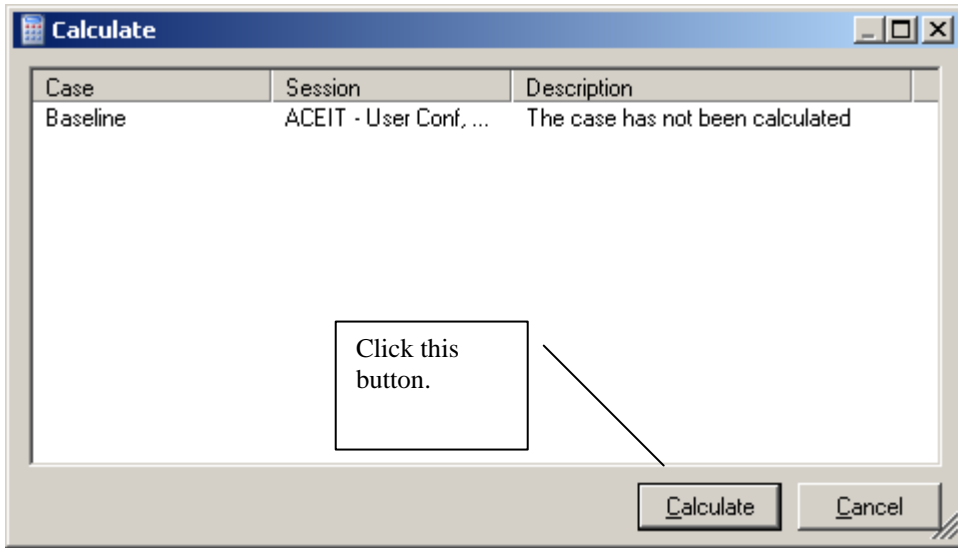 Calculate
Case Session Description
Baseline ACEIT - User Conf, ... The case has not been calculated
Click this
button.
Calculate Cancel